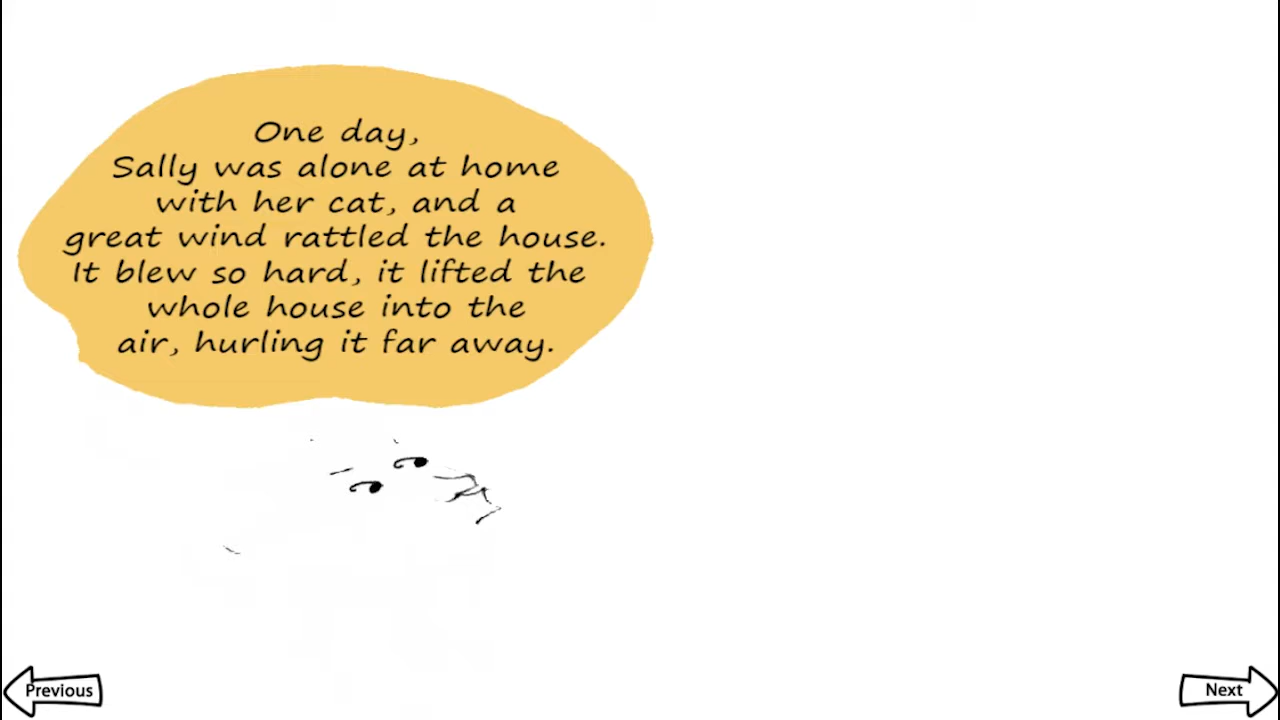 One day,
Sally was alone at home
with her cat, and a
great wind rattled the house.
It blew so hard, it lifted the
whole house into the
air, hurling it far away.
Previous
Next